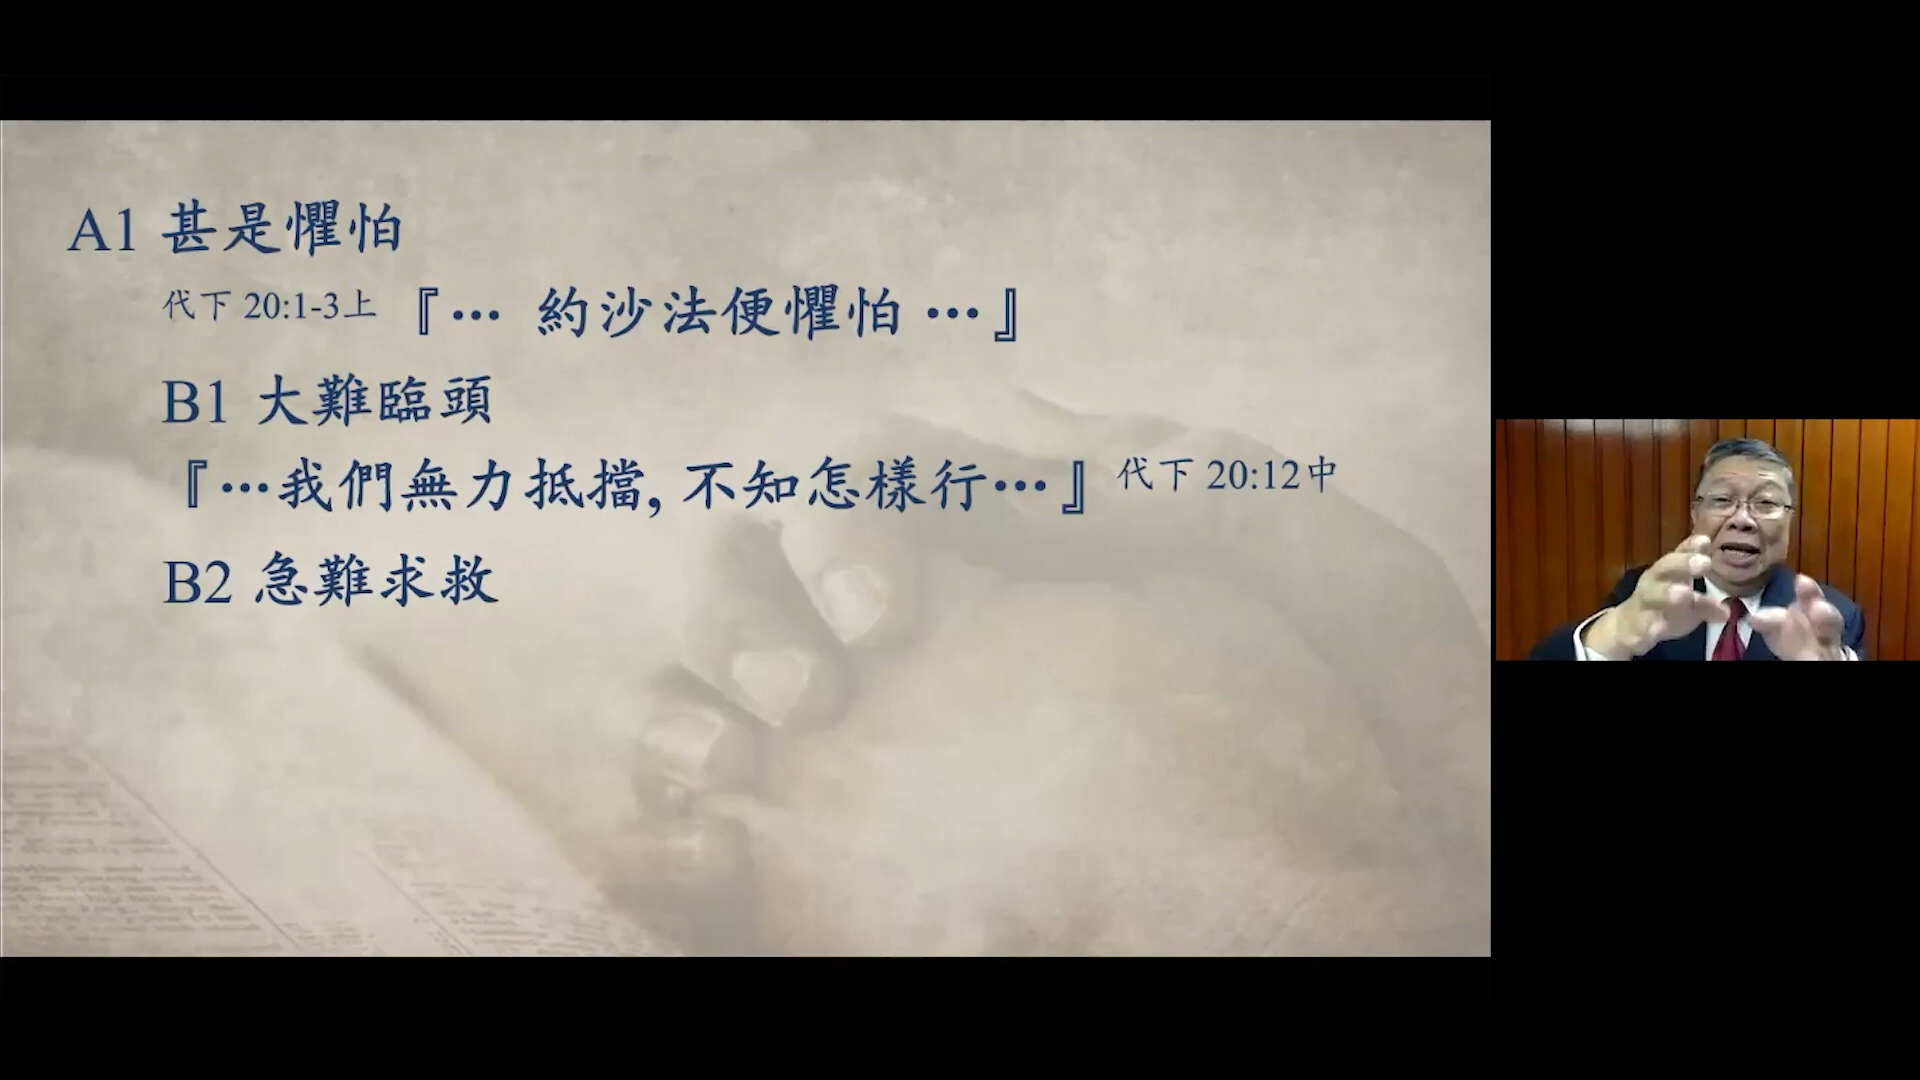 A1 甚是懼怕
代下 20:1-3上『… 約沙法便懼怕 …』
B1 大難臨頭
『…我們無力抵擋, 不知怎樣行…』代下 20:12中
B2 急難求救